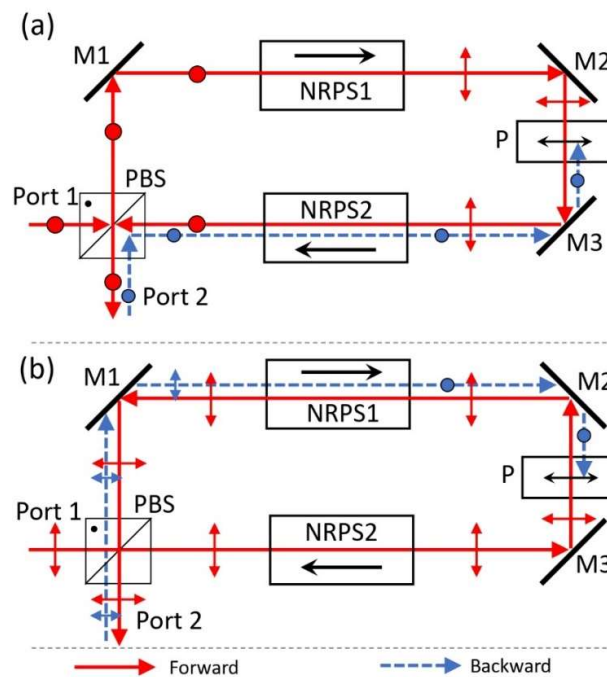 (a)
M1
M2
NRPS1
P
PBS
Port 1
NRPS2
M3
Port 2
(b)
M1
M2
NRPS1
P
Port 1
PBS
NRPS2
M3
Port 2
Forward
Backward